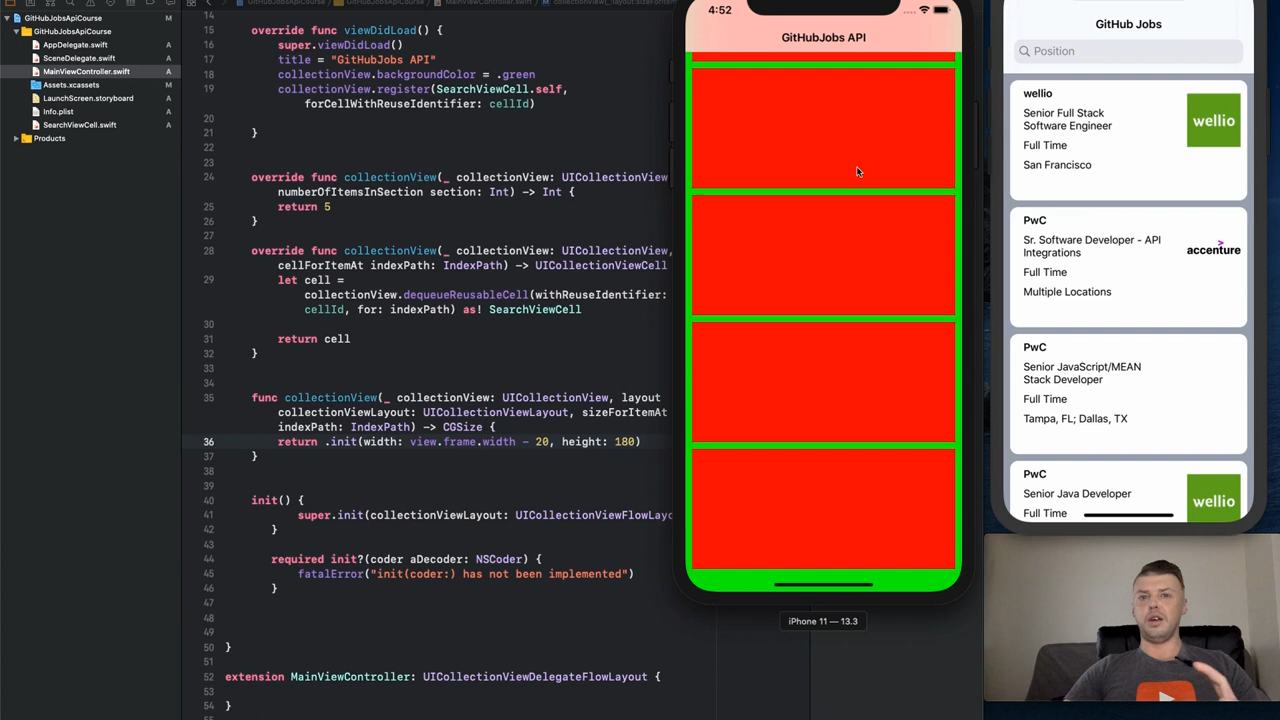 GitHubJobsApiCourse
M
GitHubJobsApiCourse
AppDelegate.swift
A
SceneDelegate.swift
A
MainViewController.swift
A
Assets.xcassets
M
LaunchScreen.storyboard
A
Info.plist
A
SearchViewCell.swift
A
Products
GitHubJobsApiCourse
GitHubJobsApiCourse
MainViewController.swift
14
15 override func viewDidLoad() {
16 super.viewDidLoad()
17 title = "GitHubJobs API"
18 collectionView.backgroundColor = .green
19 collectionView.register(SearchViewCell.self,
forCellWithReuseIdentifier: cellId)
20
21 }
22
23
24 override func collectionView(_ collectionView: UICollectionView
numberOfItemsInSection section: Int) -> Int {
25 return 5
26 }
27
28 override func collectionView(_ collectionView: UICollectionView,
cellForItemAt indexPath: IndexPath) -> UICollectionViewCell
29 let cell =
collectionView.dequeueReusableCell(withReuseIdentifier:
cellId, for: indexPath) as! SearchViewCell
30
31 return cell
32 }
33
34
35 func collectionView(_ collectionView: UICollectionView, layout
collectionViewLayout: UICollectionViewLayout, sizeForItemAt
indexPath: IndexPath) -> CGSize {
36 return .init(width: view.frame.width - 20, height: 180)
37 }
38
39
40 init() {
41 super.init(collectionViewLayout: UICollectionViewFlowLayo
42 }
43
44 required init?(coder aDecoder: NSCoder) {
45 fatalError("init(coder:) has not been implemented")
46 }
47
48
49
50 }
51
52 extension MainViewController: UICollectionViewDelegateFlowLayout {
53
54 }
55
4:52
GitHubJobs API
iPhone 11 — 13.3
GitHub Jobs
Position
wellio
Senior Full Stack
Software Engineer
Full Time
San Francisco
wellio
PwC
Sr. Software Developer - API
Integrations
Full Time
Multiple Locations
accenture
PwC
Senior JavaScript/MEAN
Stack Developer
Full Time
Tampa, FL; Dallas, TX
PwC
Senior Java Developer
Full Time
wellio